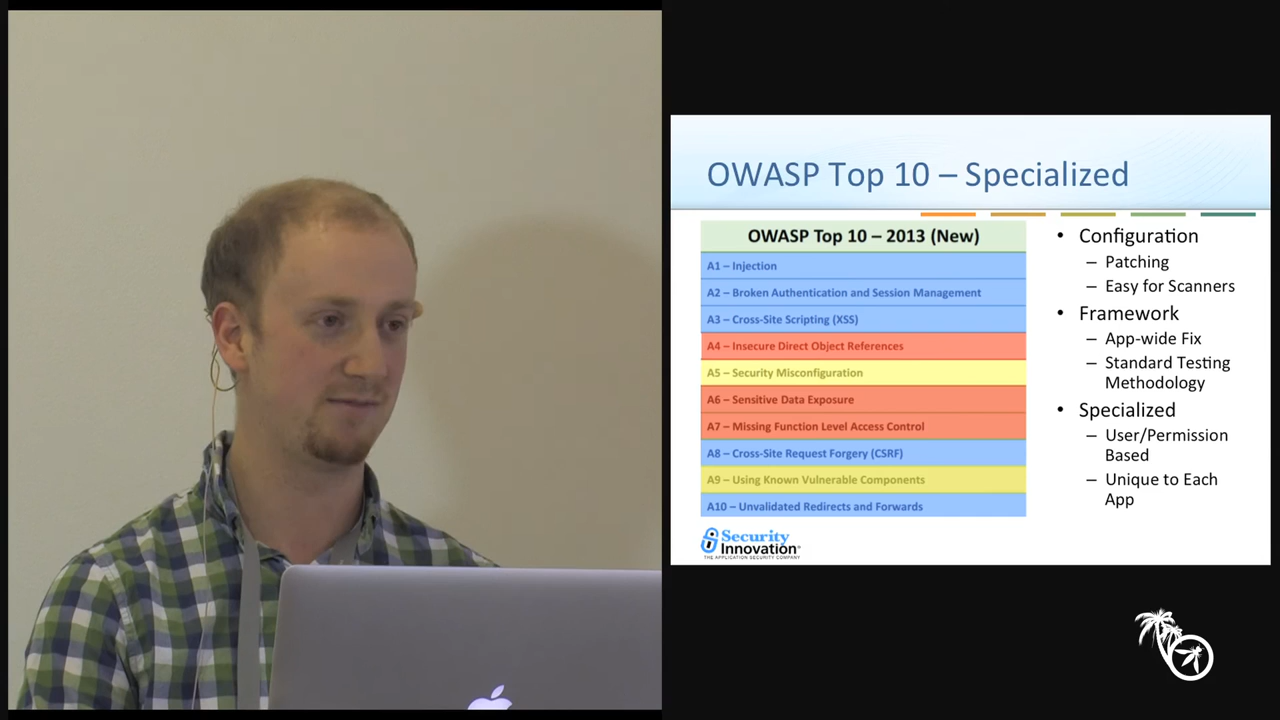 OWASP Top 10 – Specialized
OWASP Top 10 – 2013 (New)
A1 – Injection
A2 – Broken Authentication and Session Management
A3 – Cross-Site Scripting (XSS)
A4 – Insecure Direct Object References
A5 – Security Misconfiguration
A6 – Sensitive Data Exposure
A7 – Missing Function Level Access Control
A8 – Cross-Site Request Forgery (CSRF)
A9 – Using Known Vulnerable Components
A10 – Unvalidated Redirects and Forwards
• Configuration
– Patching
– Easy for Scanners
• Framework
– App-wide Fix
– Standard Testing
Methodology
• Specialized
– User/Permission
Based
– Unique to Each
App
Security
Innovation®
THE APPLICATION SECURITY COMPANY